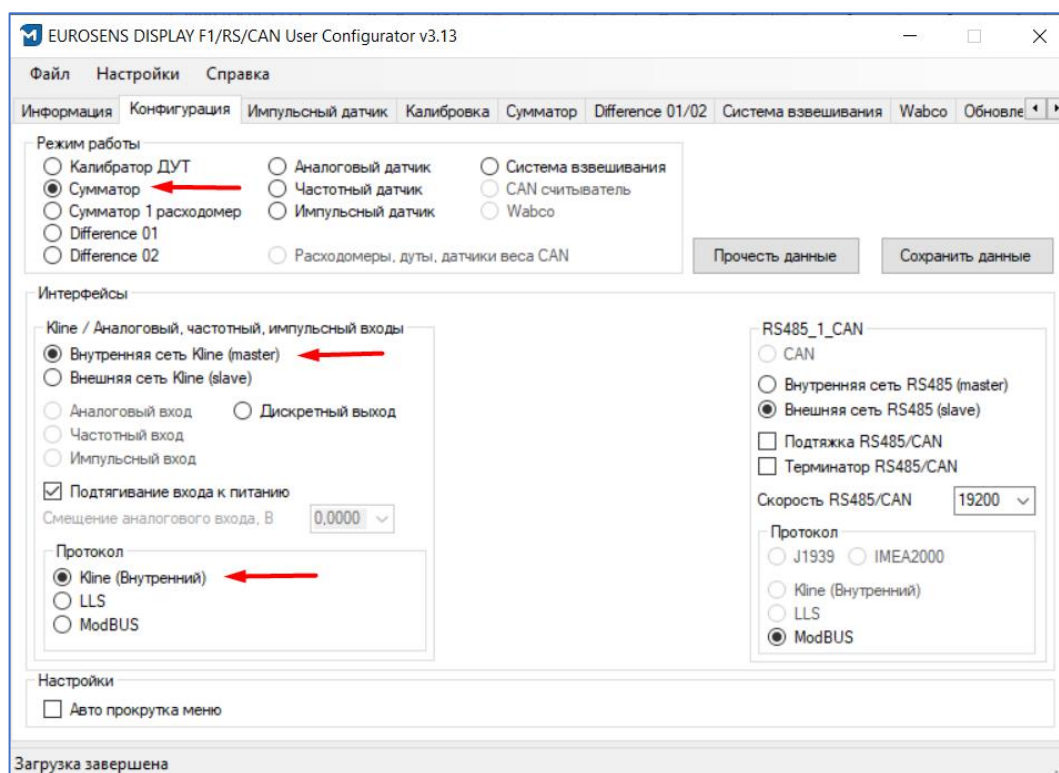 EUROSENS DISPLAY F1/RS/CAN User Configurator v3.13
Файл Настройки Справка
Информация Конфигурация Импульсный датчик Калибровка Сумматор Difference 01/02 Система взвешивания Wabco Обновле
Режим работы
Калибратор ДУТ Аналоговый датчик Система взвешивания
Сумматор Частотный датчик CAN считыватель
Сумматор 1 расходомер Импульсный датчик Wabco
Difference 01
Difference 02 Расходомеры, дуты, датчики веса CAN Прочесть данные Сохранить данные
Интерфейсы
Kline / Аналоговый, частотный, импульсный входы
Внутренняя сеть Kline (master)
Внешняя сеть Kline (slave)
Аналоговый вход Дискретный выход
Частотный вход
Импульсный вход
Подтягивание входа к питанию
Смещение аналогового входа, В 0,0000
Протокол
Kline (Внутренний)
LLS
ModBUS
RS485_1_CAN
CAN
Внутренняя сеть RS485 (master)
Внешняя сеть RS485 (slave)
Подтяжка RS485/CAN
Терминатор RS485/CAN
Скорость RS485/CAN 19200
Протокол
J1939 IMEA2000
Kline (Внутренний)
LLS
ModBUS
Настройки
Авто прокрутка меню
Загрузка завершена